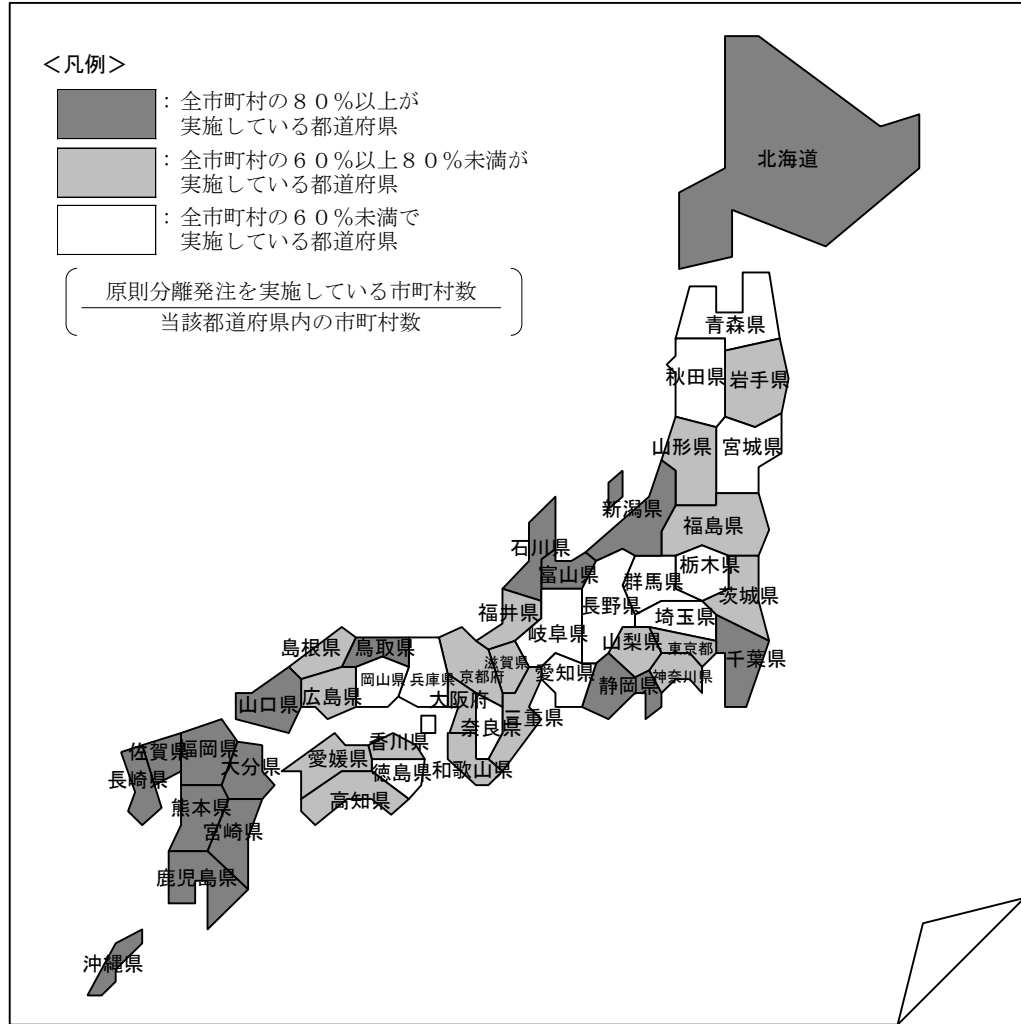 ＜凡例＞
：全市町村の８０％以上が
実施している都道府県
：全市町村の６０％以上８０％未満が
実施している都道府県
：全市町村の６０％未満で
実施している都道府県
原則分離発注を実施している市町村数
当該都道府県内の市町村数
北海道
青森県
秋田県
岩手県
山形県
宮城県
新潟県
福島県
石川県
富山県
栃木県
群馬県
茨城県
長野県
福井県
埼玉県
岐阜県
山梨県
東京都
千葉県
島根県
鳥取県
滋賀県
愛知県
静岡県
神奈川県
岡山県
兵庫県
京都府
山口県
広島県
大阪府
奈良県
三重県
佐賀県
福岡県
大分県
長崎県
愛媛県
香川県
徳島県
和歌山県
高知県
熊本県
宮崎県
鹿児島県
沖縄県